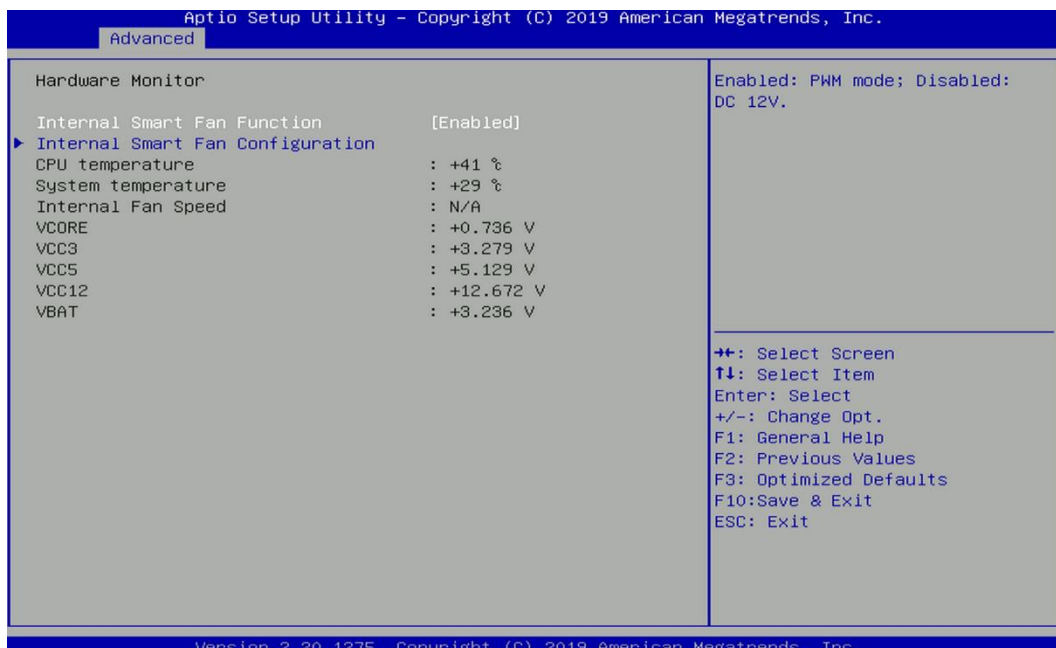 Aptio Setup Utility – Copyright (C) 2019 American Megatrends, Inc.
Advanced
Hardware Monitor
Internal Smart Fan Function [Enabled]
▶ Internal Smart Fan Configuration
CPU temperature : +41 ℃
System temperature : +29 ℃
Internal Fan Speed : N/A
VCORE : +0.736 V
VCC3 : +3.279 V
VCC5 : +5.129 V
VCC12 : +12.672 V
VBAT : +3.236 V
Enabled: PWM mode; Disabled:
DC 12V.
→←: Select Screen
↑↓: Select Item
Enter: Select
+/-: Change Opt.
F1: General Help
F2: Previous Values
F3: Optimized Defaults
F10:Save & Exit
ESC: Exit
Version 2.20.1275. Copyright (C) 2019 American Megatrends, Inc.